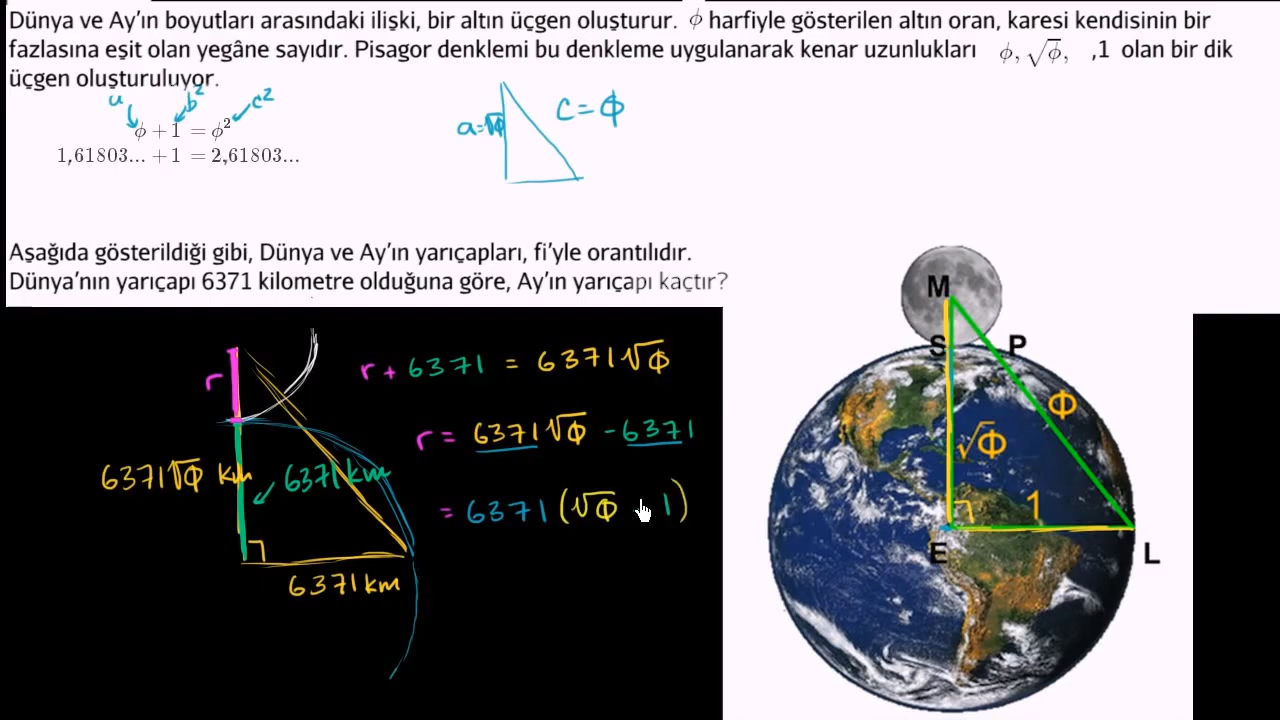 Dünya ve Ay'ın boyutları arasındaki ilişki, bir altın üçgen oluşturur. ϕ harfiyle gösterilen altın oran, karesi kendisinin bir
fazlasına eşit olan yegâne sayıdır. Pisagor denklemi bu denkleme uygulanarak kenar uzunlukları ϕ, √ϕ, ,1 olan bir dik
üçgen oluşturuluyor.
a b² c²
ϕ + 1 = ϕ²
1,61803... + 1 = 2,61803...
a=√ϕ c=ϕ
Aşağıda gösterildiği gibi, Dünya ve Ay'ın yarıçapları, fi'yle orantılıdır.
Dünya'nın yarıçapı 6371 kilometre olduğuna göre, Ay'ın yarıçapı kaçtır?
r
r + 6371 = 6371√ϕ
r = 6371√ϕ - 6371
6371√ϕ km
6371 km
= 6371(√ϕ 1)
6371 km
M
S P
Φ
√Φ
1
E L